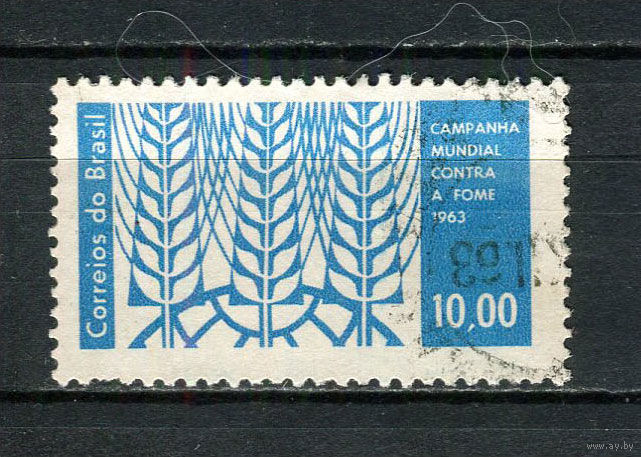 Correios do Brasil
CAMPANHA
MUNDIAL
CONTRA
A FOME
1963
10,00
www.ay.by